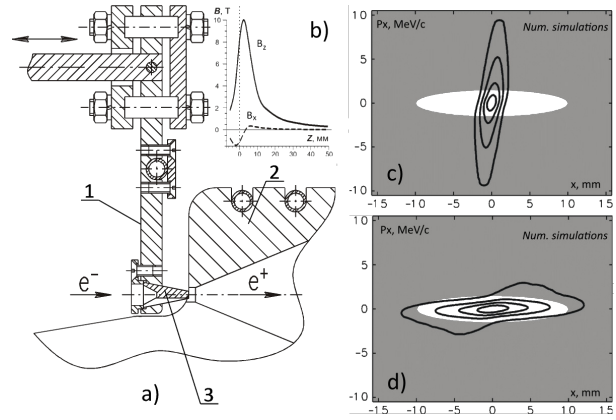 B, T
b)
10
8
6
4
2
0
Bz
Bx
0 10 20 30 40 50
Z, мм
1
2
e⁻
e⁺
3
a)
Px, MeV/c
Num. simulations
10
5
0
-5
-10
c)
x, mm
-15 -10 -5 0 5 10 15
Px, MeV/c
Num. simulations
10
5
0
-5
-10
d)
x, mm
-15 -10 -5 0 5 10 15